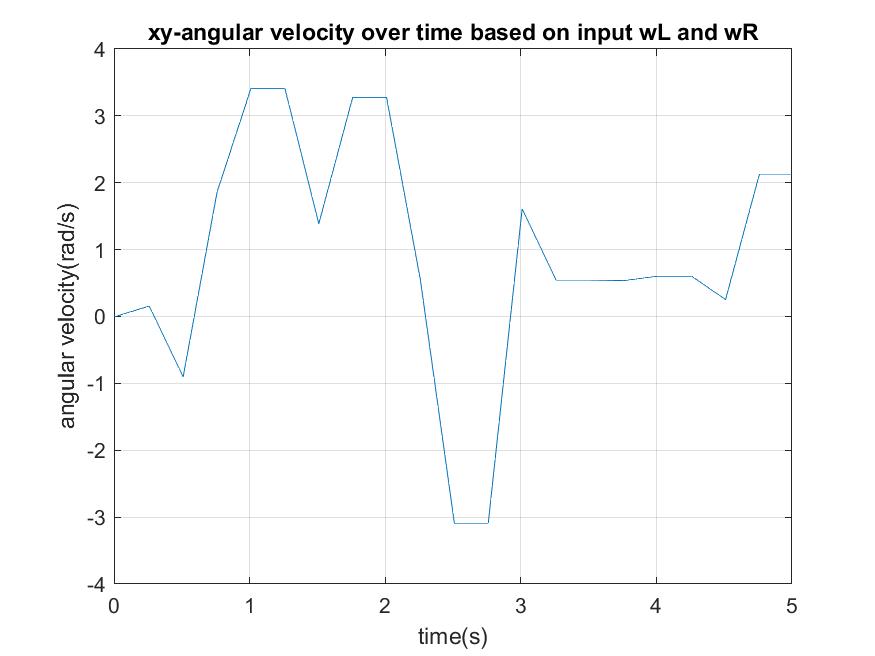 xy-angular velocity over time based on input wL and wR
4
3
2
1
0
-1
-2
-3
-4
angular velocity(rad/s)
0 1 2 3 4 5
time(s)